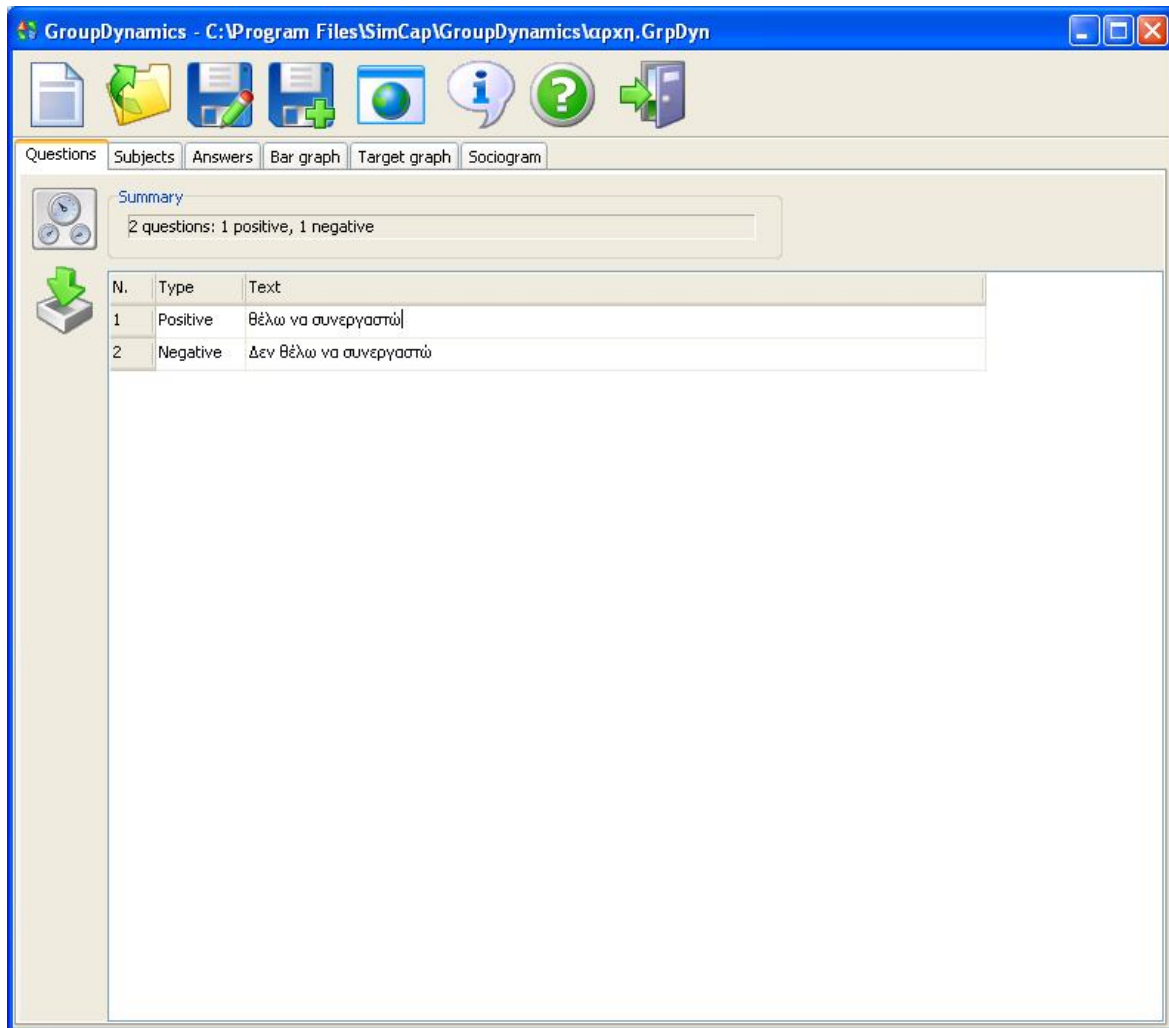 GroupDynamics - C:\Program Files\SimCap\GroupDynamics\αρχη.GrpDyn
Questions Subjects Answers Bar graph Target graph Sociogram
Summary
2 questions: 1 positive, 1 negative
N. Type Text
1 Positive θέλω να συνεργαστώ
2 Negative Δεν θέλω να συνεργαστώ